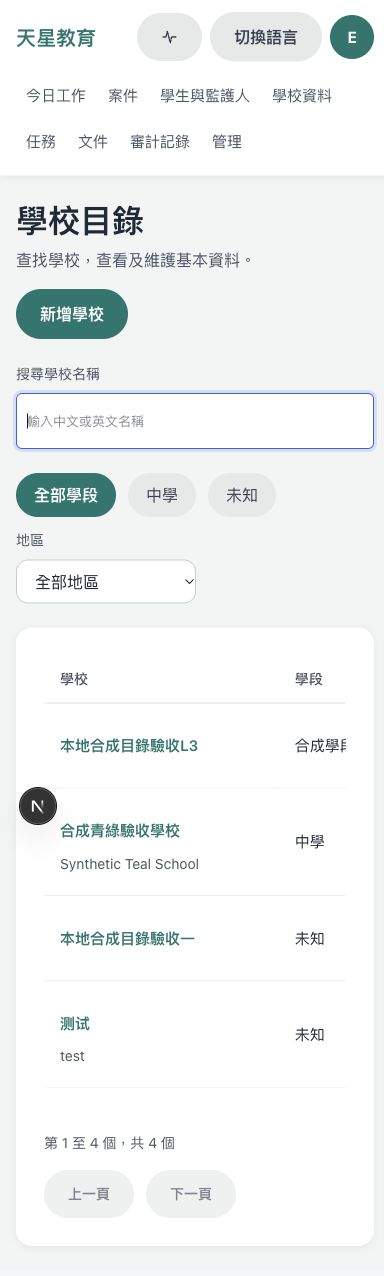 天星教育
切換語言
E
今日工作 案件 學生與監護人 學校資料
任務 文件 審計記錄 管理
學校目錄
查找學校，查看及維護基本資料。
新增學校
搜尋學校名稱
輸入中文或英文名稱
全部學段 中學 未知
地區
全部地區
學校 學段
本地合成目錄驗收L3 合成學
N
合成青綠驗收學校 中學
Synthetic Teal School
本地合成目錄驗收一 未知
测试 未知
test
第 1 至 4 個，共 4 個
上一頁 下一頁